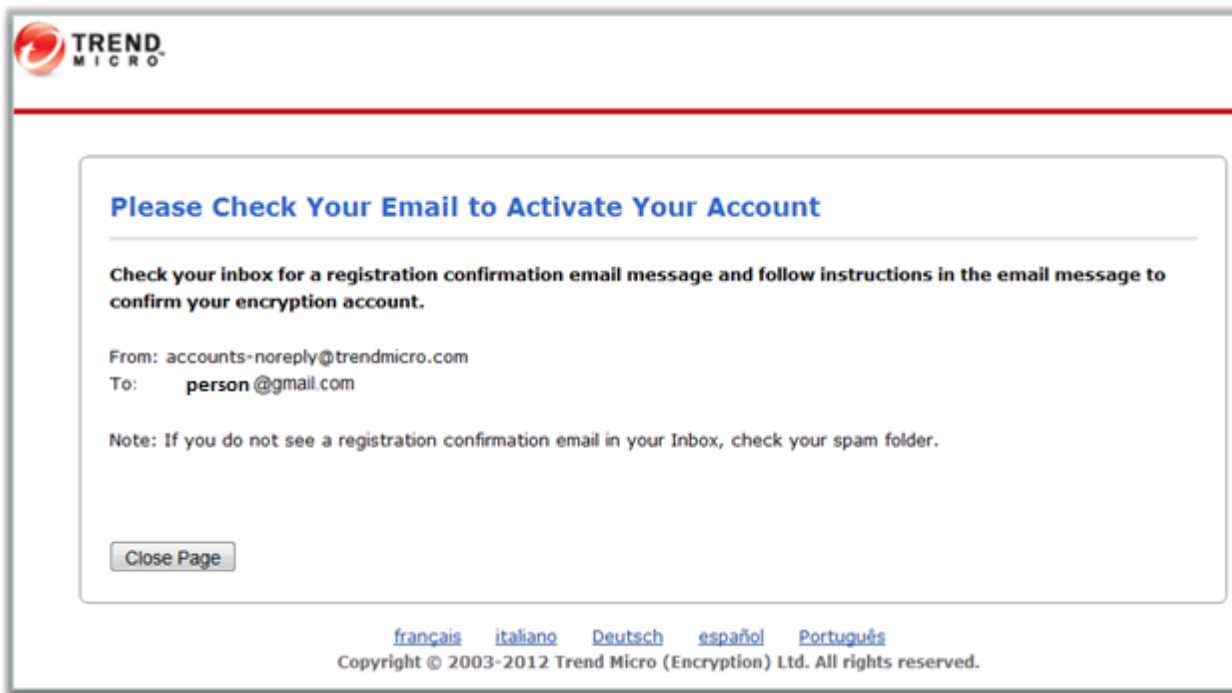 TREND
MICRO™
Please Check Your Email to Activate Your Account
Check your inbox for a registration confirmation email message and follow instructions in the email message to
confirm your encryption account.
From: accounts-noreply@trendmicro.com
To: person @gmail.com
Note: If you do not see a registration confirmation email in your Inbox, check your spam folder.
Close Page
français italiano Deutsch español Português
Copyright © 2003-2012 Trend Micro (Encryption) Ltd. All rights reserved.